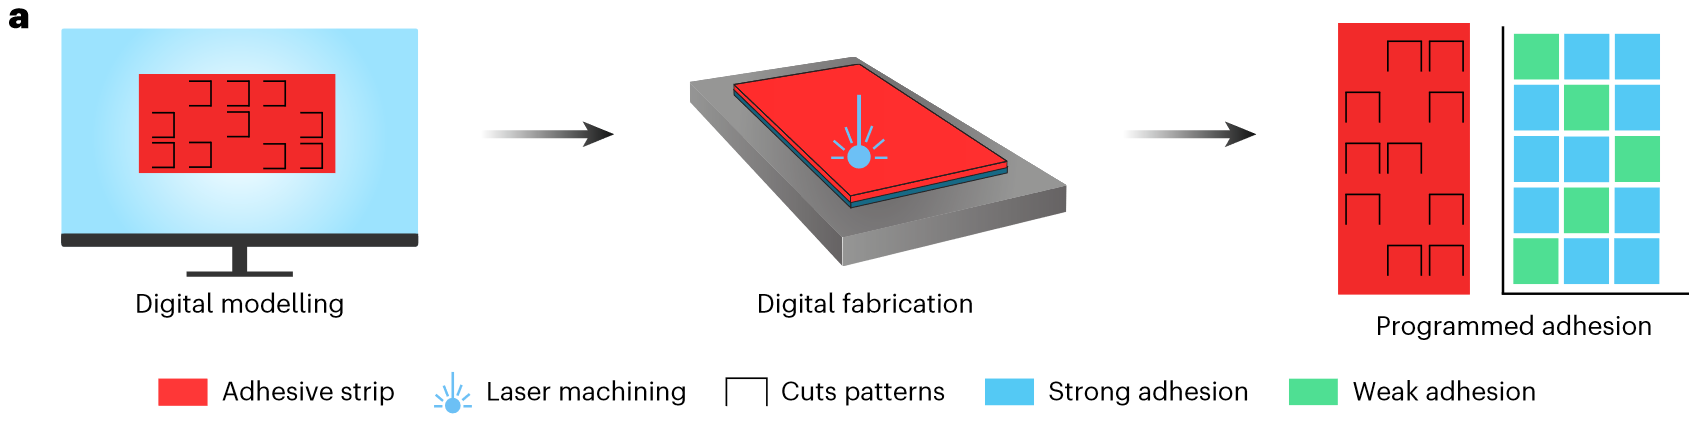 a
Digital modelling
Digital fabrication
Programmed adhesion
Adhesive strip
Laser machining
Cuts patterns
Strong adhesion
Weak adhesion